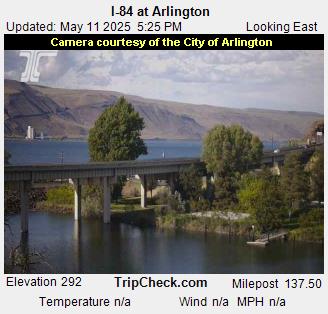 I-84 at Arlington
Updated: May 11 2025 5:25 PM Looking East
Camera courtesy of the City of Arlington
Elevation 292 TripCheck.com Milepost 137.50
Temperature n/a Wind n/a MPH n/a